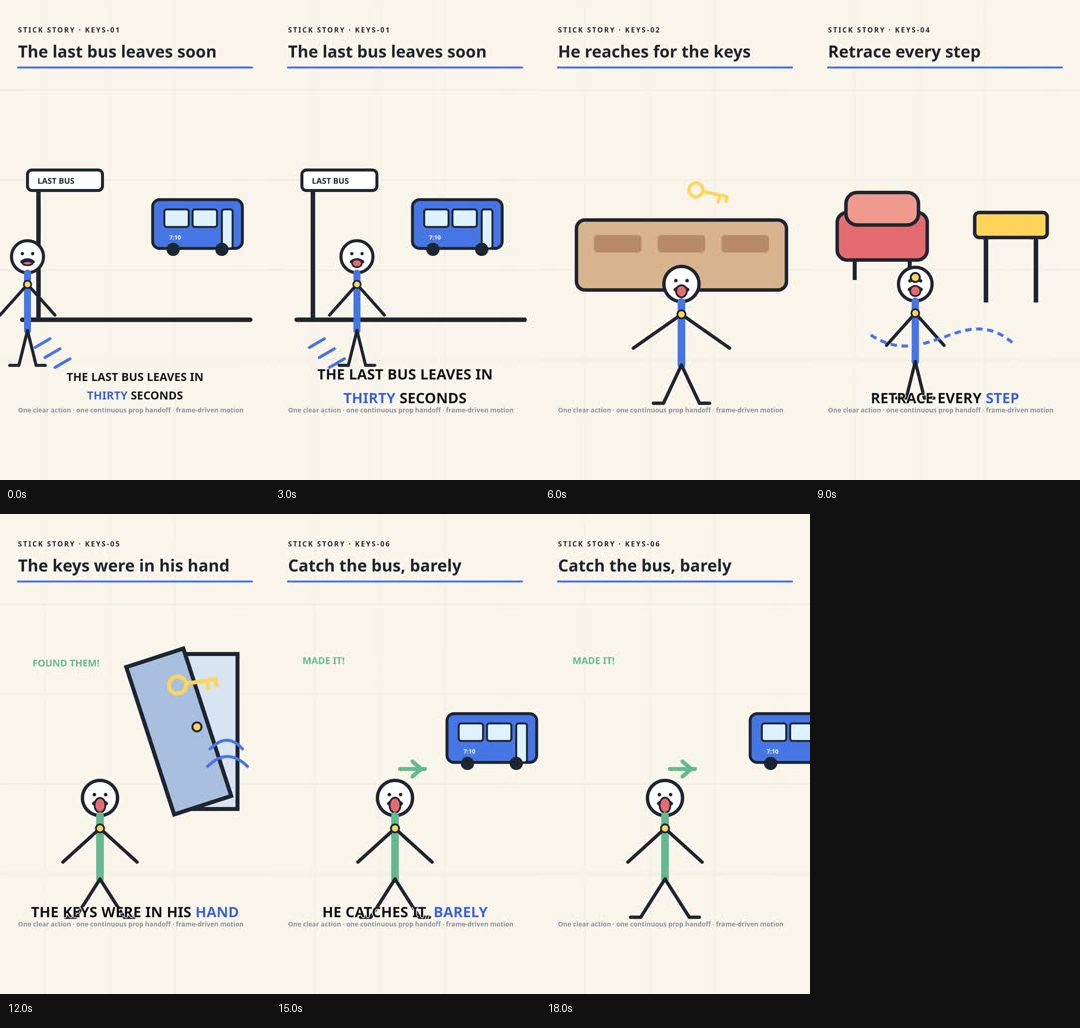 STICK STORY · KEYS-01
The last bus leaves soon
LAST BUS
7:10
THE LAST BUS LEAVES IN
THIRTY SECONDS
One clear action · one continuous prop handoff · frame-driven motion
0.0s
STICK STORY · KEYS-01
The last bus leaves soon
LAST BUS
7:10
THE LAST BUS LEAVES IN
THIRTY SECONDS
One clear action · one continuous prop handoff · frame-driven motion
3.0s
STICK STORY · KEYS-02
He reaches for the keys
One clear action · one continuous prop handoff · frame-driven motion
6.0s
STICK STORY · KEYS-04
Retrace every step
RETRACE EVERY STEP
One clear action · one continuous prop handoff · frame-driven motion
9.0s
STICK STORY · KEYS-05
The keys were in his hand
FOUND THEM!
THE KEYS WERE IN HIS HAND
One clear action · one continuous prop handoff · frame-driven motion
12.0s
STICK STORY · KEYS-06
Catch the bus, barely
MADE IT!
7:10
HE CATCHES IT, BARELY
One clear action · one continuous prop handoff · frame-driven motion
15.0s
STICK STORY · KEYS-06
Catch the bus, barely
MADE IT!
7:10
One clear action · one continuous prop handoff · frame-driven motion
18.0s